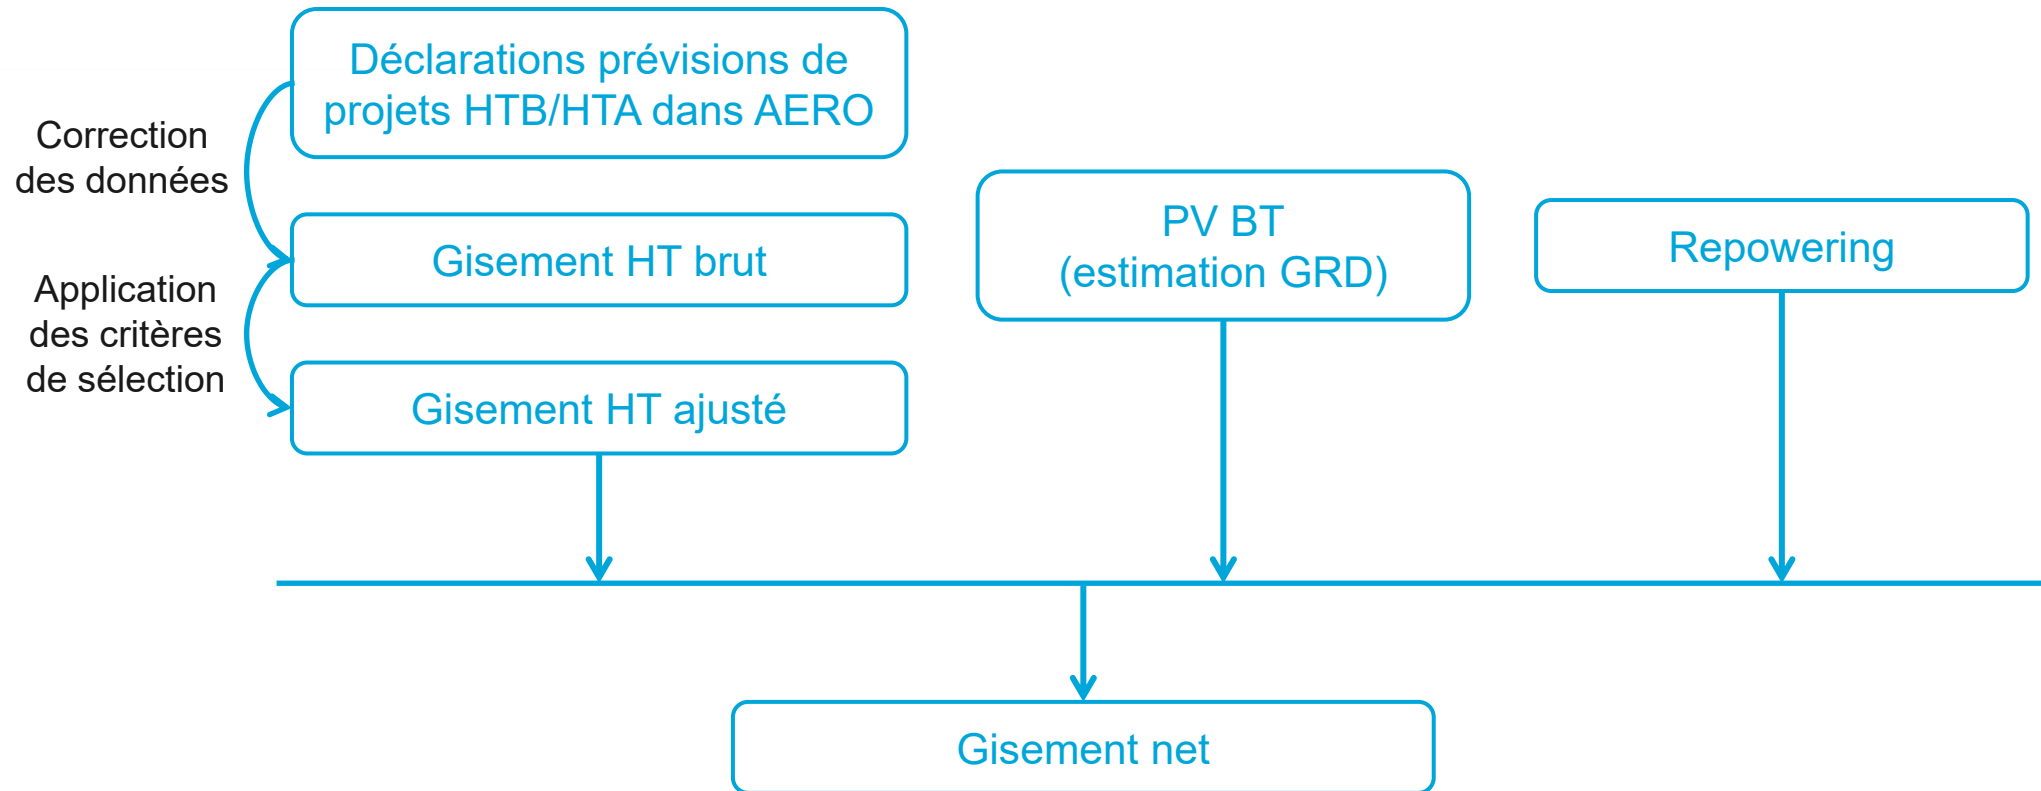 Déclarations prévisions de
projets HTB/HTA dans AERO
Correction
des données
Gisement HT brut
Application
des critères
de sélection
Gisement HT ajusté
PV BT
(estimation GRD)
Repowering
Gisement net